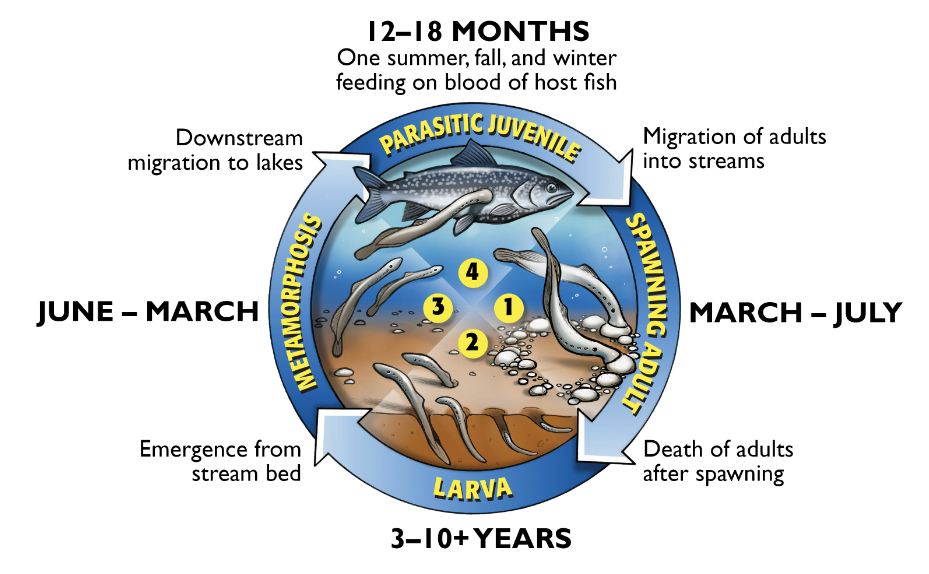 12–18 MONTHS
One summer, fall, and winter
feeding on blood of host fish
PARASITIC JUVENILE
Downstream
migration to lakes
Migration of adults
into streams
METAMORPHOSIS
SPAWNING ADULT
4
3
1
2
JUNE – MARCH
MARCH – JULY
Emergence from
stream bed
Death of adults
after spawning
LARVA
3–10+ YEARS